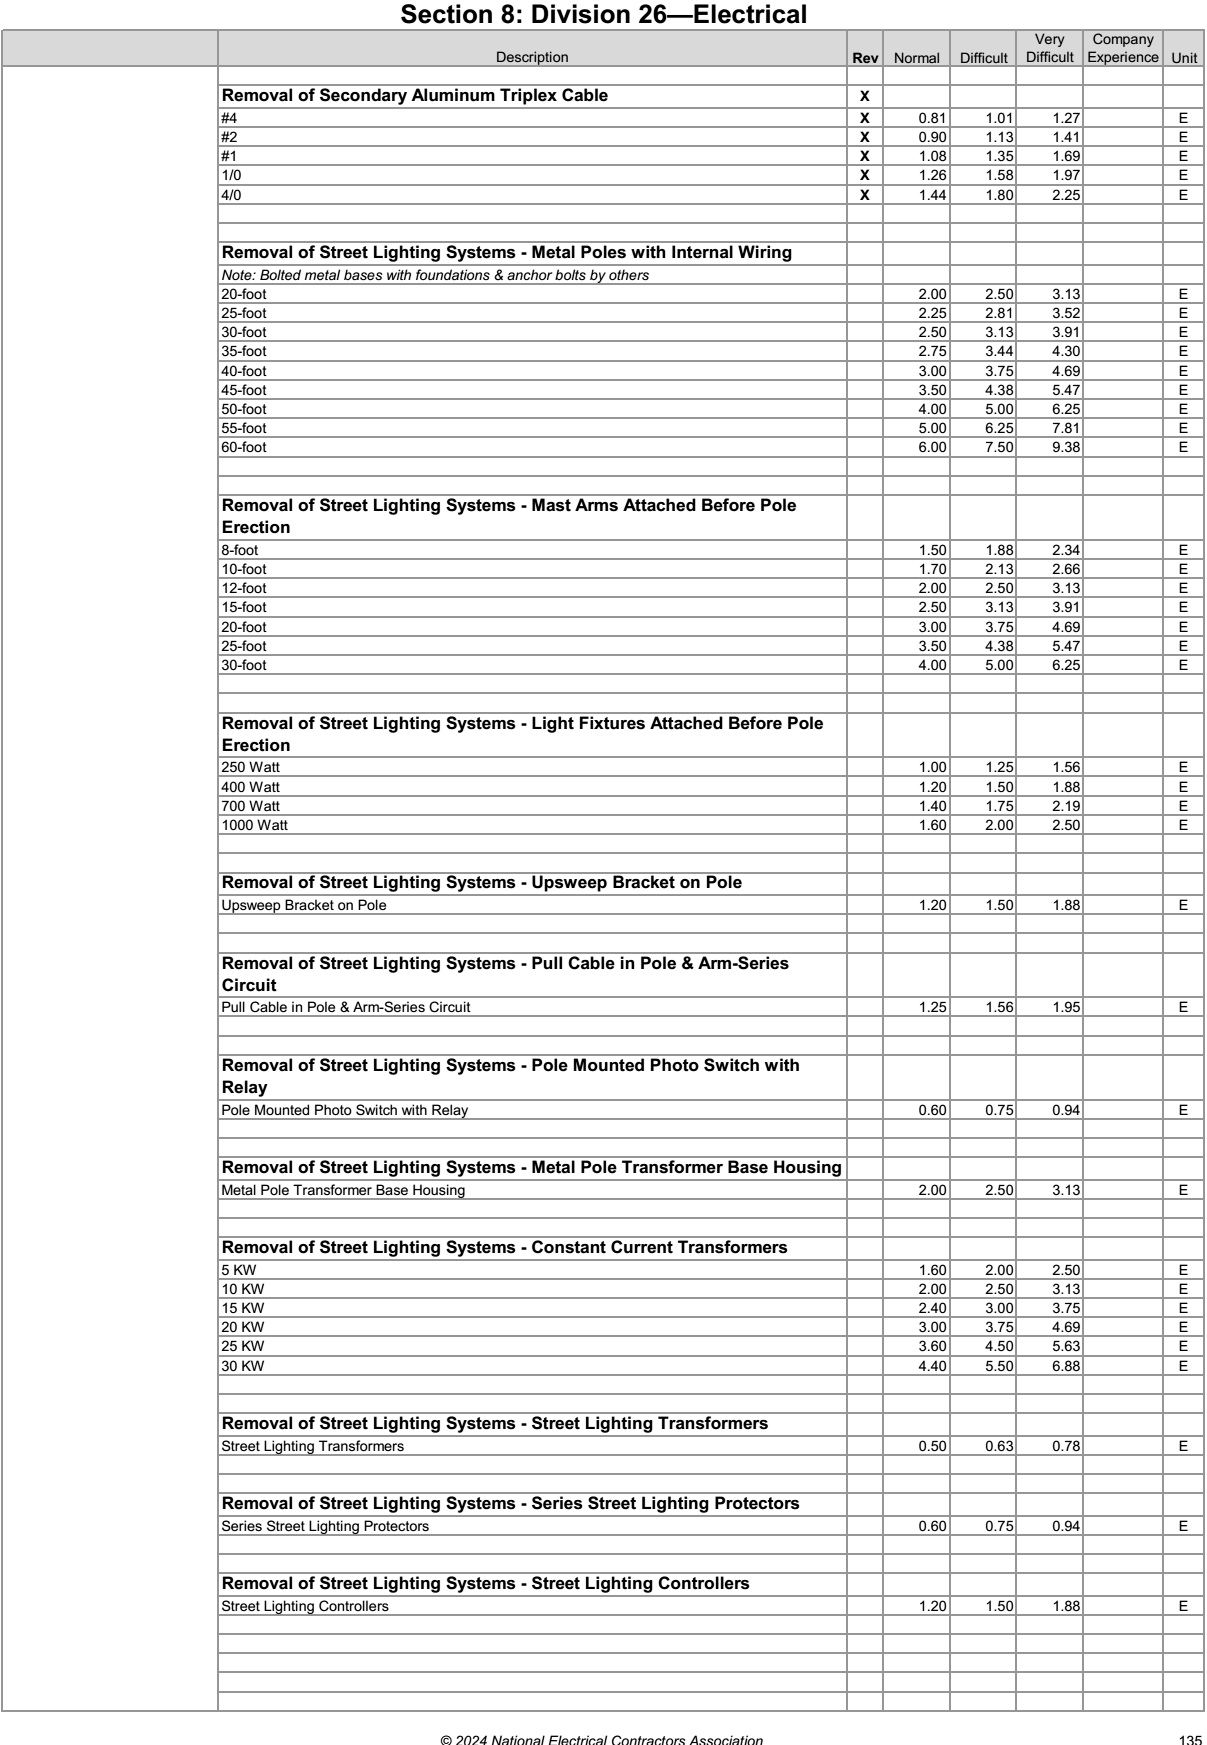 Section 8: Division 26—Electrical
Description Rev Normal Difficult Very Difficult Company Experience Unit
Removal of Secondary Aluminum Triplex Cable X
#4 X 0.81 1.01 1.27 E
#2 X 0.90 1.13 1.41 E
#1 X 1.08 1.35 1.69 E
1/0 X 1.26 1.58 1.97 E
4/0 X 1.44 1.80 2.25 E
Removal of Street Lighting Systems - Metal Poles with Internal Wiring
Note: Bolted metal bases with foundations & anchor bolts by others
20-foot 2.00 2.50 3.13 E
25-foot 2.25 2.81 3.52 E
30-foot 2.50 3.13 3.91 E
35-foot 2.75 3.44 4.30 E
40-foot 3.00 3.75 4.69 E
45-foot 3.50 4.38 5.47 E
50-foot 4.00 5.00 6.25 E
55-foot 5.00 6.25 7.81 E
60-foot 6.00 7.50 9.38 E
Removal of Street Lighting Systems - Mast Arms Attached Before Pole
Erection
8-foot 1.50 1.88 2.34 E
10-foot 1.70 2.13 2.66 E
12-foot 2.00 2.50 3.13 E
15-foot 2.50 3.13 3.91 E
20-foot 3.00 3.75 4.69 E
25-foot 3.50 4.38 5.47 E
30-foot 4.00 5.00 6.25 E
Removal of Street Lighting Systems - Light Fixtures Attached Before Pole
Erection
250 Watt 1.00 1.25 1.56 E
400 Watt 1.20 1.50 1.88 E
700 Watt 1.40 1.75 2.19 E
1000 Watt 1.60 2.00 2.50 E
Removal of Street Lighting Systems - Upsweep Bracket on Pole
Upsweep Bracket on Pole 1.20 1.50 1.88 E
Removal of Street Lighting Systems - Pull Cable in Pole & Arm-Series
Circuit
Pull Cable in Pole & Arm-Series Circuit 1.25 1.56 1.95 E
Removal of Street Lighting Systems - Pole Mounted Photo Switch with
Relay
Pole Mounted Photo Switch with Relay 0.60 0.75 0.94 E
Removal of Street Lighting Systems - Metal Pole Transformer Base Housing
Metal Pole Transformer Base Housing 2.00 2.50 3.13 E
Removal of Street Lighting Systems - Constant Current Transformers
5 KW 1.60 2.00 2.50 E
10 KW 2.00 2.50 3.13 E
15 KW 2.40 3.00 3.75 E
20 KW 3.00 3.75 4.69 E
25 KW 3.60 4.50 5.63 E
30 KW 4.40 5.50 6.88 E
Removal of Street Lighting Systems - Street Lighting Transformers
Street Lighting Transformers 0.50 0.63 0.78 E
Removal of Street Lighting Systems - Series Street Lighting Protectors
Series Street Lighting Protectors 0.60 0.75 0.94 E
Removal of Street Lighting Systems - Street Lighting Controllers
Street Lighting Controllers 1.20 1.50 1.88 E
© 2024 National Electrical Contractors Association 135